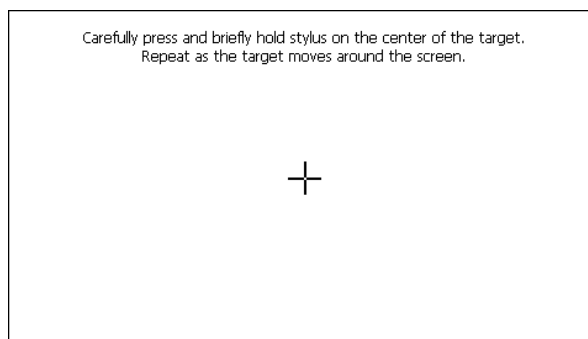 Carefully press and briefly hold stylus on the center of the target.
Repeat as the target moves around the screen.